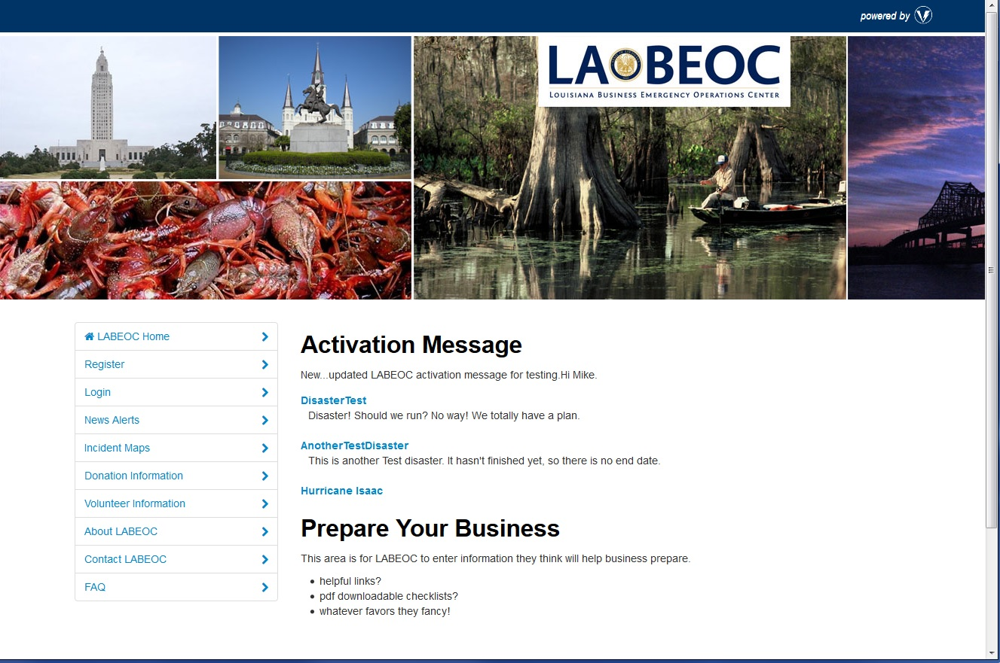 powered by
LA BEOC
LOUISIANA BUSINESS EMERGENCY OPERATIONS CENTER
LABEOC Home
Register
Login
News Alerts
Incident Maps
Donation Information
Volunteer Information
About LABEOC
Contact LABEOC
FAQ
Activation Message
New...updated LABEOC activation message for testing.Hi Mike.
DisasterTest
Disaster! Should we run? No way! We totally have a plan.
AnotherTestDisaster
This is another Test disaster. It hasn't finished yet, so there is no end date.
Hurricane Isaac
Prepare Your Business
This area is for LABEOC to enter information they think will help business prepare.
• helpful links?
• pdf downloadable checklists?
• whatever favors they fancy!